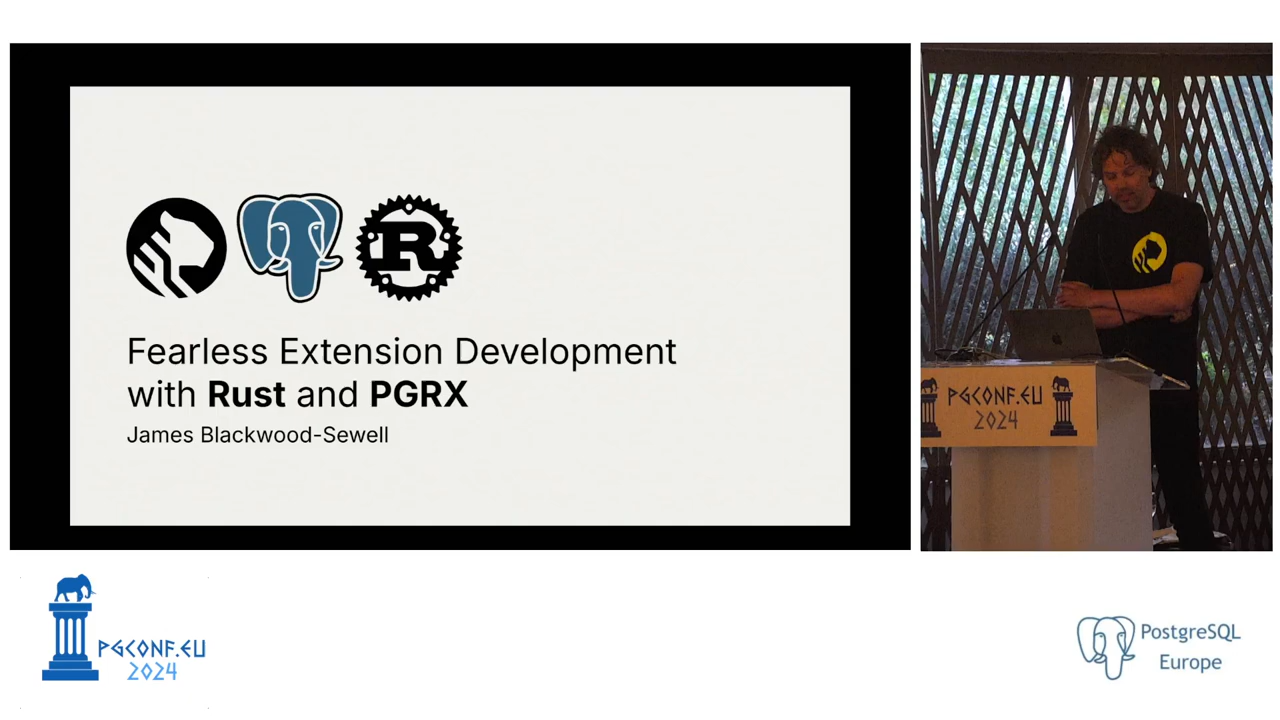 Fearless Extension Development
with Rust and PGRX
James Blackwood-Sewell
R
PGCONF.EU
2024
PGCONF.EU
2024
PostgreSQL
Europe